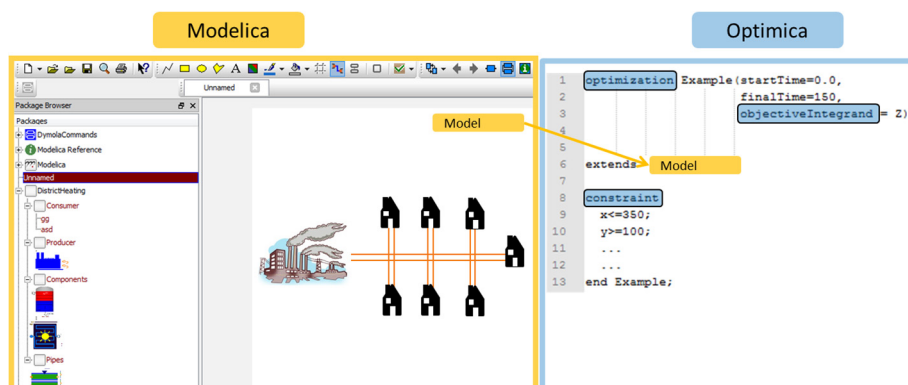 Modelica
Optimica
Unnamed
Package Browser
Packages
DymolaCommands
Modelica Reference
Modelica
Unnamed
DistrictHeating
Consumer
gg
asd
Producer
Components
Pipes
Model
1 optimization Example(startTime=0.0,
2 finalTime=150,
3 objectiveIntegrand = Z)
4
5
6 extends Model
7
8 constraint
9 x<=350;
10 y>=100;
11 ...
12 ...
13 end Example;